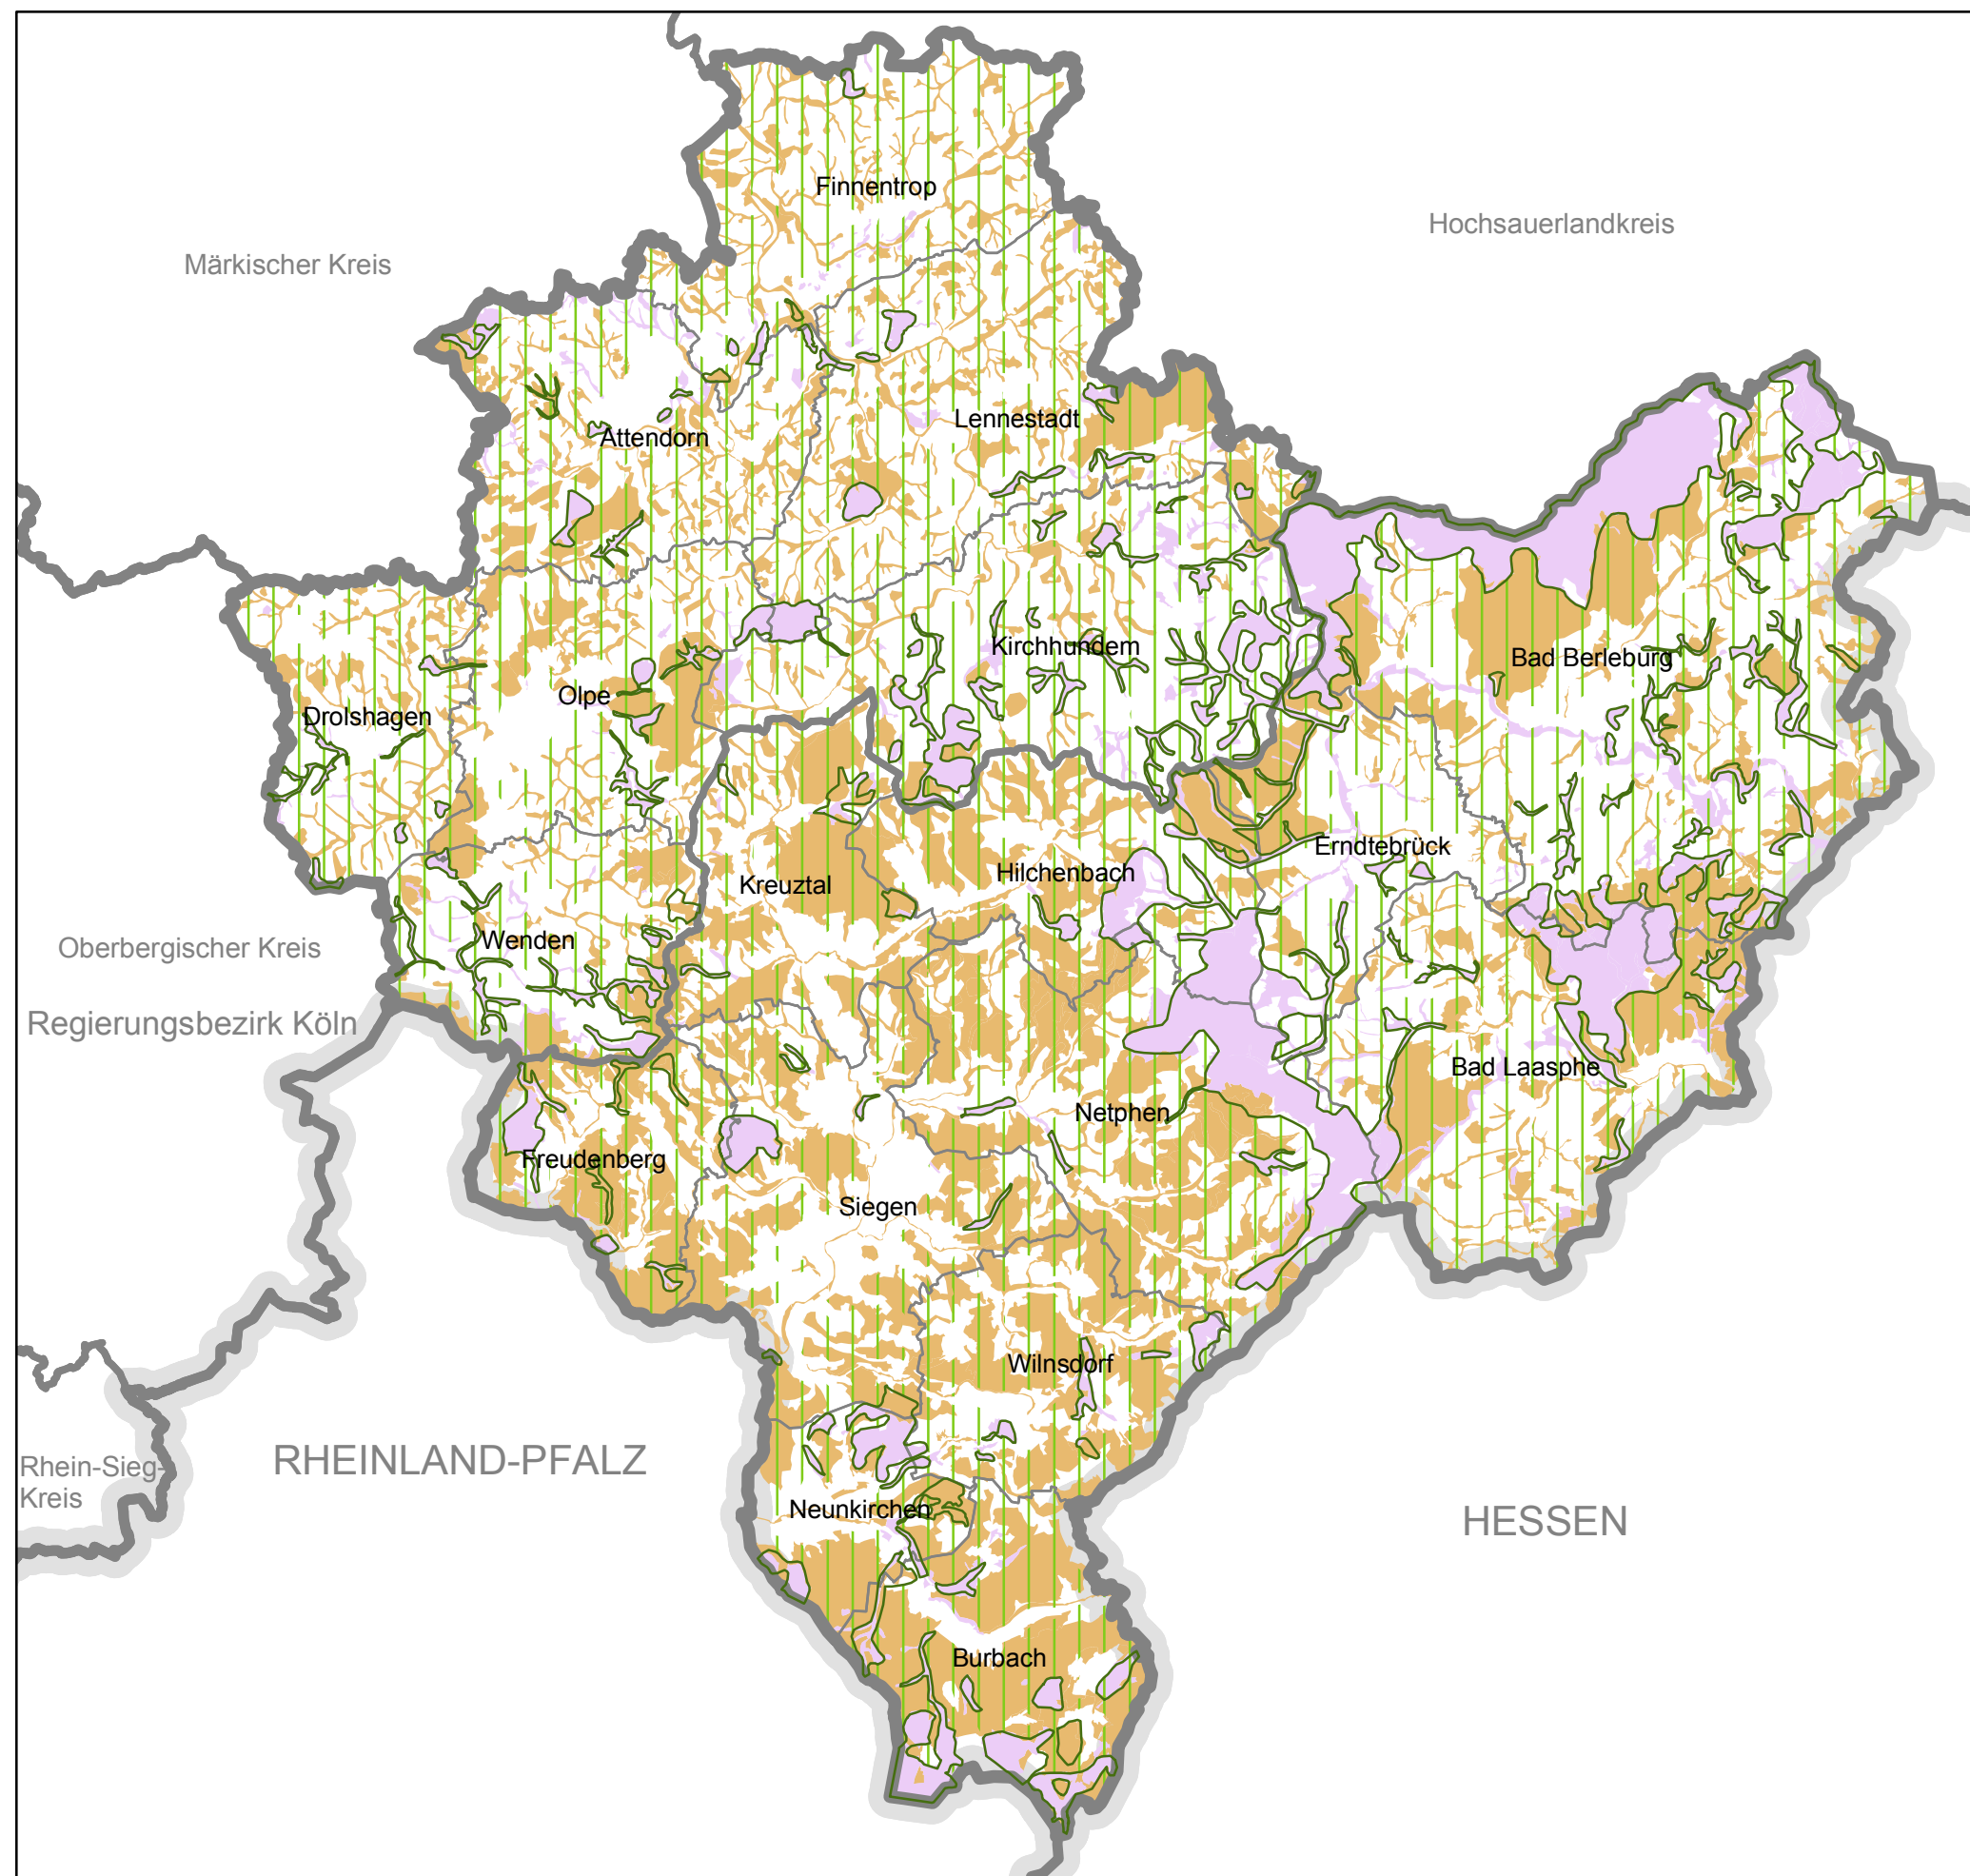 Finnentrop
Hochsauerlandkreis
Märkischer Kreis
Lennestadt
Attendorn
Kirchhundem
Bad Berleburg
Olpe
Drolshagen
Erndtebrück
Hilchenbach
Kreuztal
Wenden
Oberbergischer Kreis
Regierungsbezirk Köln
Bad Laasphe
Netphen
Freudenberg
Siegen
Wilnsdorf
RHEINLAND-PFALZ
Rhein-Sieg-
Kreis
Neunkirchen
HESSEN
Burbach